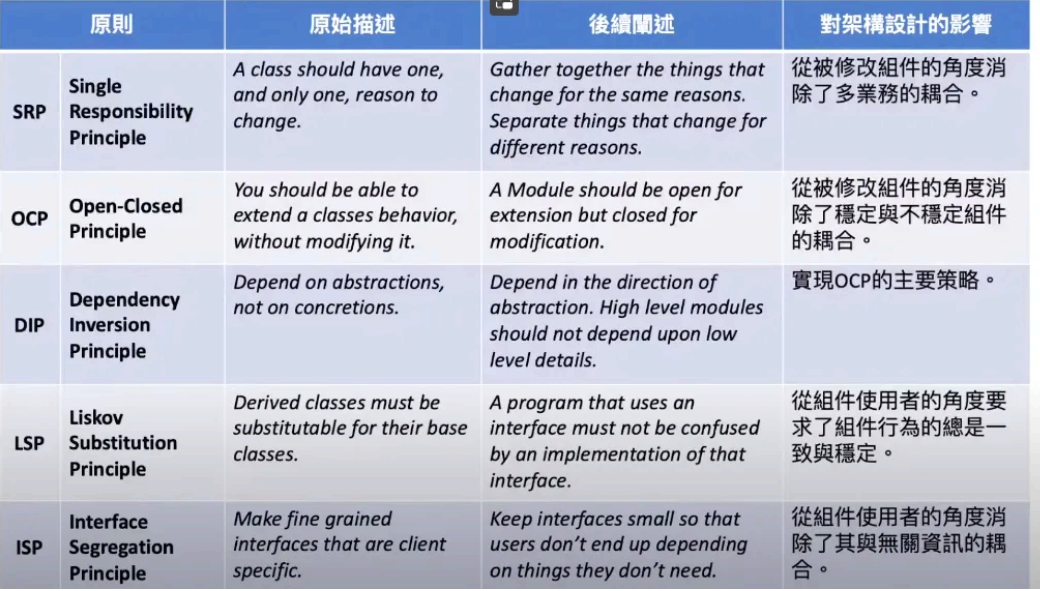 原則
原始描述
後續闡述
對架構設計的影響
SRP
Single
Responsibility
Principle
A class should have one,
and only one, reason to
change.
Gather together the things that
change for the same reasons.
Separate things that change for
different reasons.
從被修改組件的角度消
除了多業務的耦合。
OCP
Open-Closed
Principle
You should be able to
extend a classes behavior,
without modifying it.
A Module should be open for
extension but closed for
modification.
從被修改組件的角度消
除了穩定與不穩定組件
的耦合。
DIP
Dependency
Inversion
Principle
Depend on abstractions,
not on concretions.
Depend in the direction of
abstraction. High level modules
should not depend upon low
level details.
實現OCP的主要策略。
LSP
Liskov
Substitution
Principle
Derived classes must be
substitutable for their base
classes.
A program that uses an
interface must not be confused
by an implementation of that
interface.
從組件使用者的角度要
求了組件行為的總是一
致與穩定。
ISP
Interface
Segregation
Principle
Make fine grained
interfaces that are client
specific.
Keep interfaces small so that
users don’t end up depending
on things they don’t need.
從組件使用者的角度消
除了其與無關資訊的耦
合。